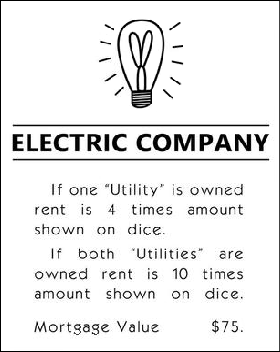 ELECTRIC COMPANY
If one "Utility" is owned
rent is 4 times amount
shown on dice.
If both "Utilities" are
owned rent is 10 times
amount shown on dice.
Mortgage Value $75.